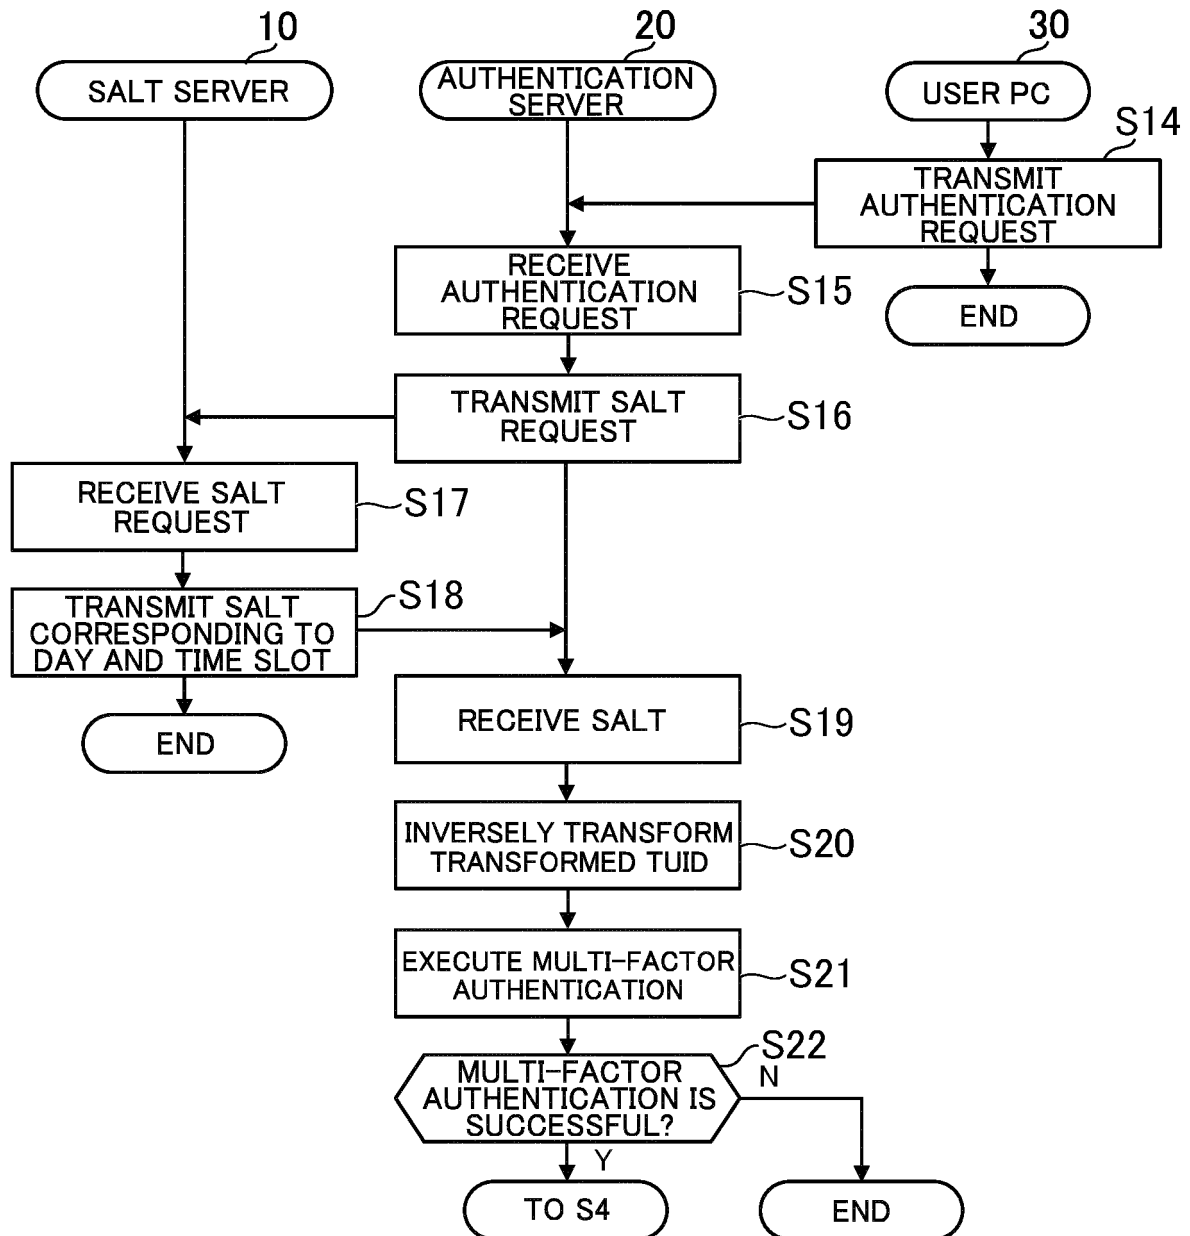 10
20
30
SALT SERVER
AUTHENTICATION
SERVER
USER PC
S14
TRANSMIT
AUTHENTICATION
REQUEST
RECEIVE
AUTHENTICATION
REQUEST
S15
END
TRANSMIT SALT
REQUEST
S16
RECEIVE SALT
REQUEST
S17
TRANSMIT SALT
CORRESPONDING TO
DAY AND TIME SLOT
S18
END
RECEIVE SALT
S19
INVERSELY TRANSFORM
TRANSFORMED TUID
S20
EXECUTE MULTI-FACTOR
AUTHENTICATION
S21
MULTI-FACTOR
AUTHENTICATION IS
SUCCESSFUL?
S22
N
Y
TO S4
END